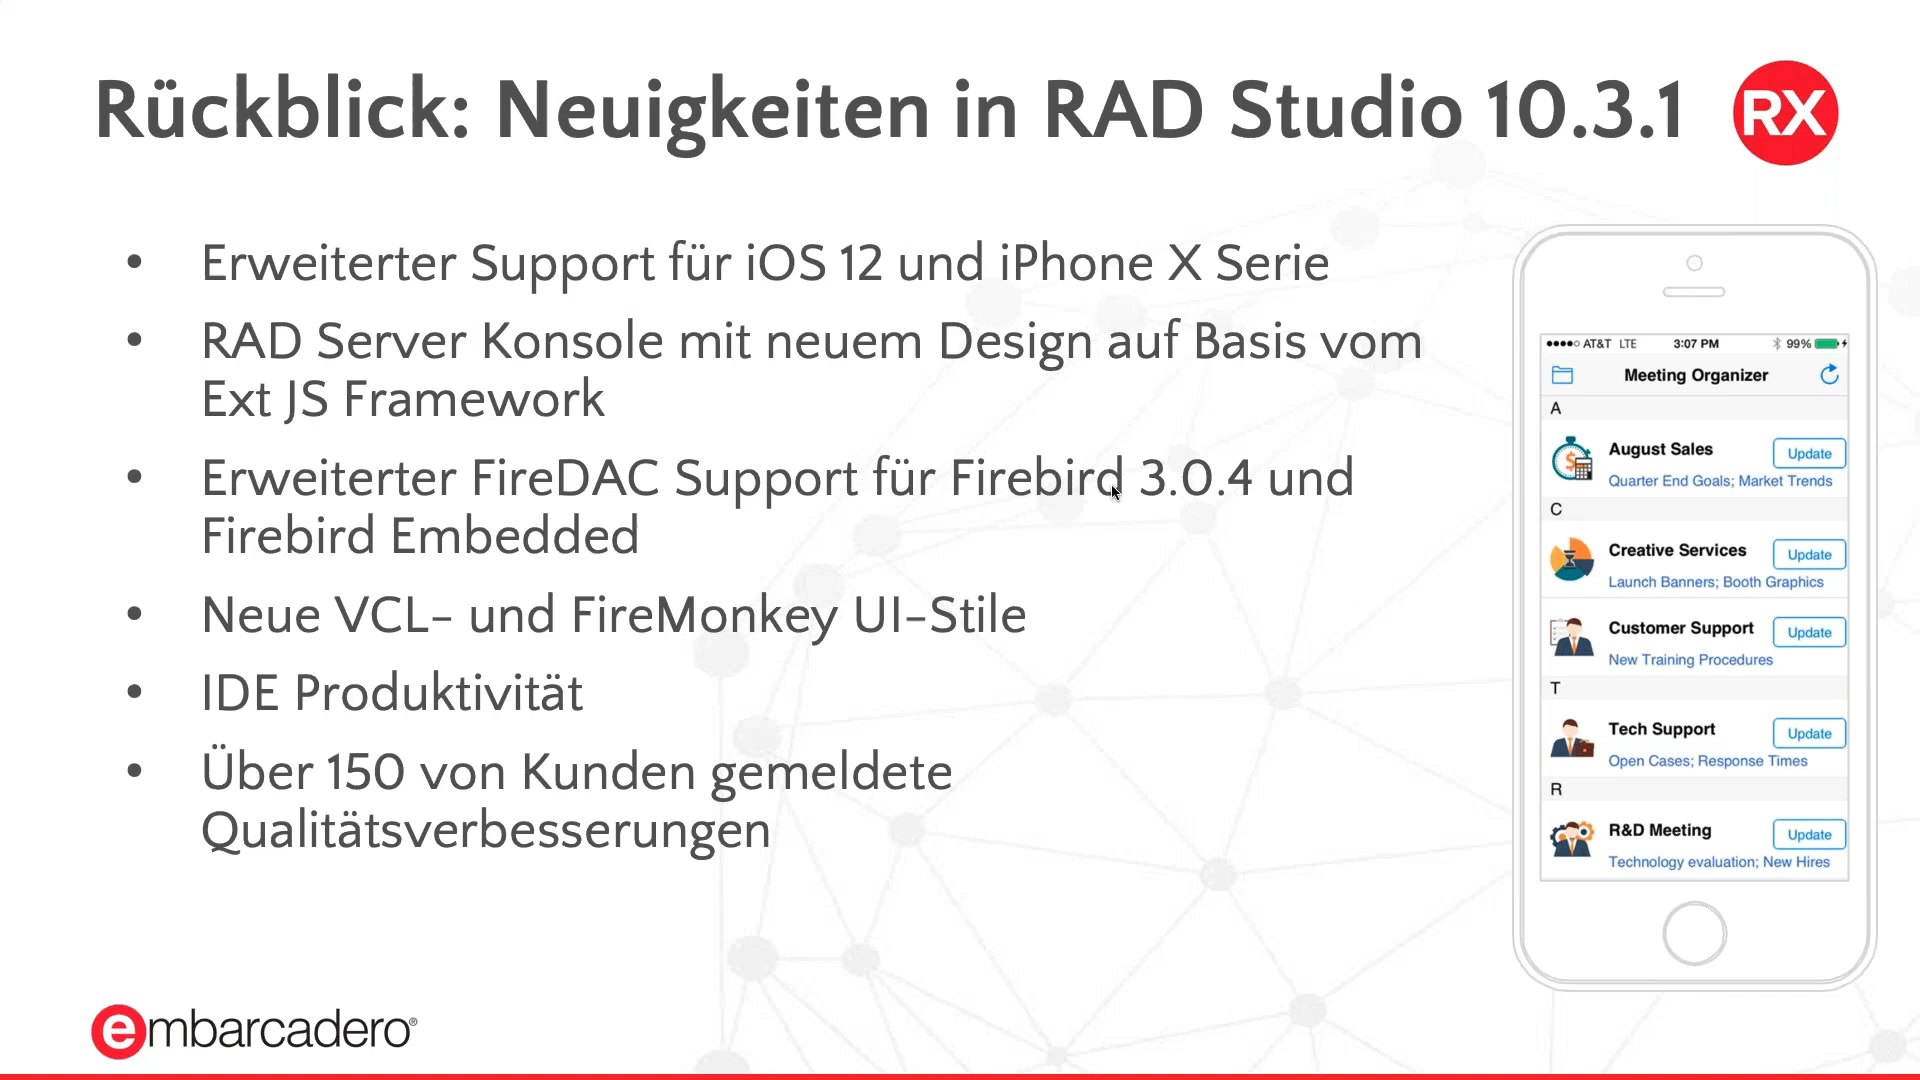 Rückblick: Neuigkeiten in RAD Studio 10.3.1
RX
• Erweiterter Support für iOS 12 und iPhone X Serie
• RAD Server Konsole mit neuem Design auf Basis vom
Ext JS Framework
• Erweiterter FireDAC Support für Firebird 3.0.4 und
Firebird Embedded
• Neue VCL- und FireMonkey UI-Stile
• IDE Produktivität
• Über 150 von Kunden gemeldete
Qualitätsverbesserungen
AT&T LTE 3:07 PM 99%
Meeting Organizer
A
August Sales Update
Quarter End Goals; Market Trends
C
Creative Services Update
Launch Banners; Booth Graphics
Customer Support Update
New Training Procedures
T
Tech Support Update
Open Cases; Response Times
R
R&D Meeting Update
Technology evaluation; New Hires
embarcadero®